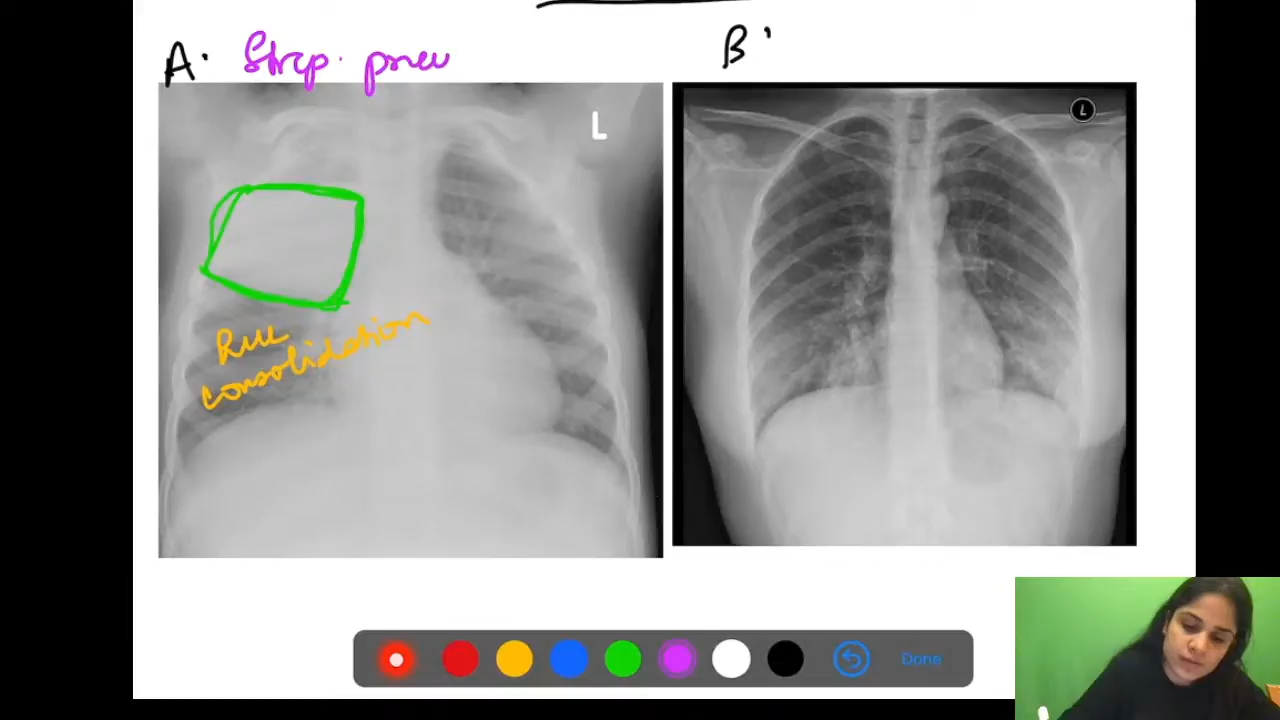 A. Strep. pneu
B.
L
L
RUL
consolidation
Done